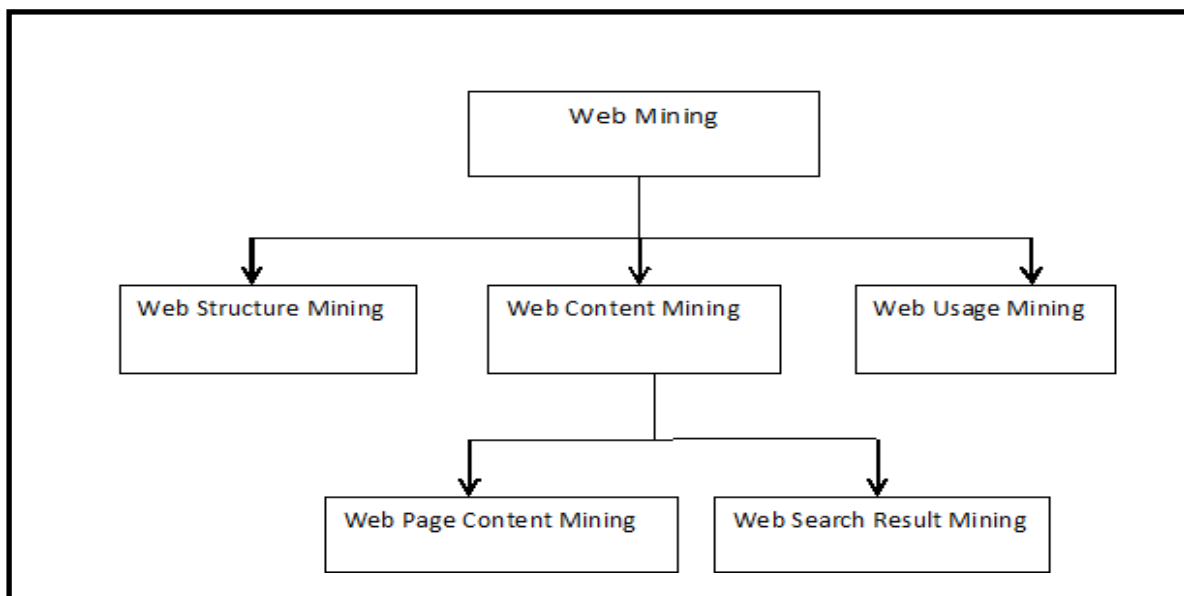 Web Mining
Web Structure Mining
Web Content Mining
Web Usage Mining
Web Page Content Mining
Web Search Result Mining